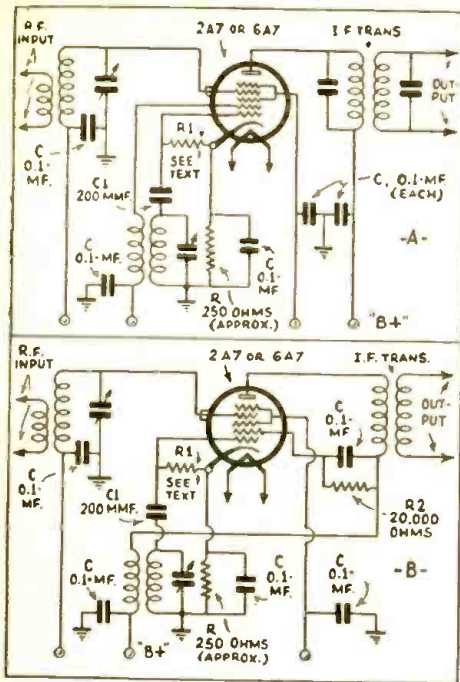 R.F.
INPUT
2A7 OR 6A7
I F TRANS.
OUT-
PUT
C
0.1-
MF.
R1
SEE
TEXT
C1
200 MMF.
C, 0.1-MF.
(EACH)
C
0.1-MF.
C
0.1-
MF
R
250 OHMS
(APPROX.)
-A-
"B+"
R.F.
INPUT
2A7 OR 6A7
I.F. TRANS.
OUT-
PUT
C
0.1-
MF.
C
0.1-
MF.
R1
SEE
TEXT
C1
200 MMF.
R2
20,000
OHMS
C
0.1-MF.
C
0.1-MF.
C
0.1-MF.
-B-
"B+"
R
250 OHMS
(APPROX.)